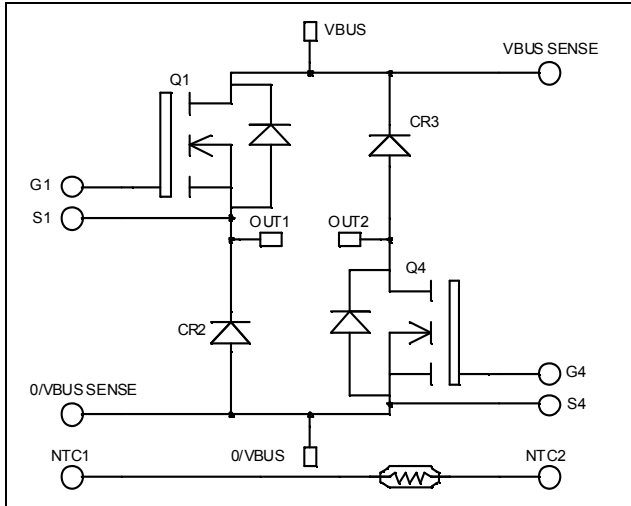 VBUS
VBUS SENSE
Q1
CR3
G1
S1
OUT1
OUT2
Q4
CR2
G4
0/VBUS SENSE
S4
NTC1
0/VBUS
NTC2